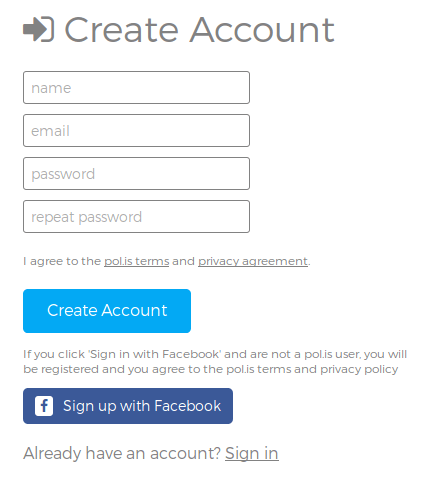 Create Account
name
email
password
repeat password
I agree to the pol.is terms and privacy agreement.
Create Account
If you click 'Sign in with Facebook' and are not a pol.is user, you will
be registered and you agree to the pol.is terms and privacy policy
Sign up with Facebook
Already have an account? Sign in